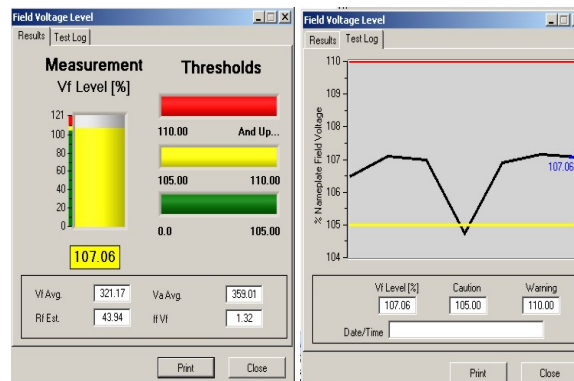 Field Voltage Level
Results Test Log
Measurement
Vf Level [%]
121
100
80
60
40
20
0
107.06
Thresholds
110.00 And Up...
105.00 110.00
0.0 105.00
Vf Avg. 321.17 Va Avg. 359.01
Rf Est. 43.94 ff Vf 1.32
Print Close
Field Voltage Level
Results Test Log
% Nameplate Field Voltage
110
109
108
107
106
105
104
107.06
Vf Level [%] Caution Warning
107.06 105.00 110.00
Date/Time
Print Close